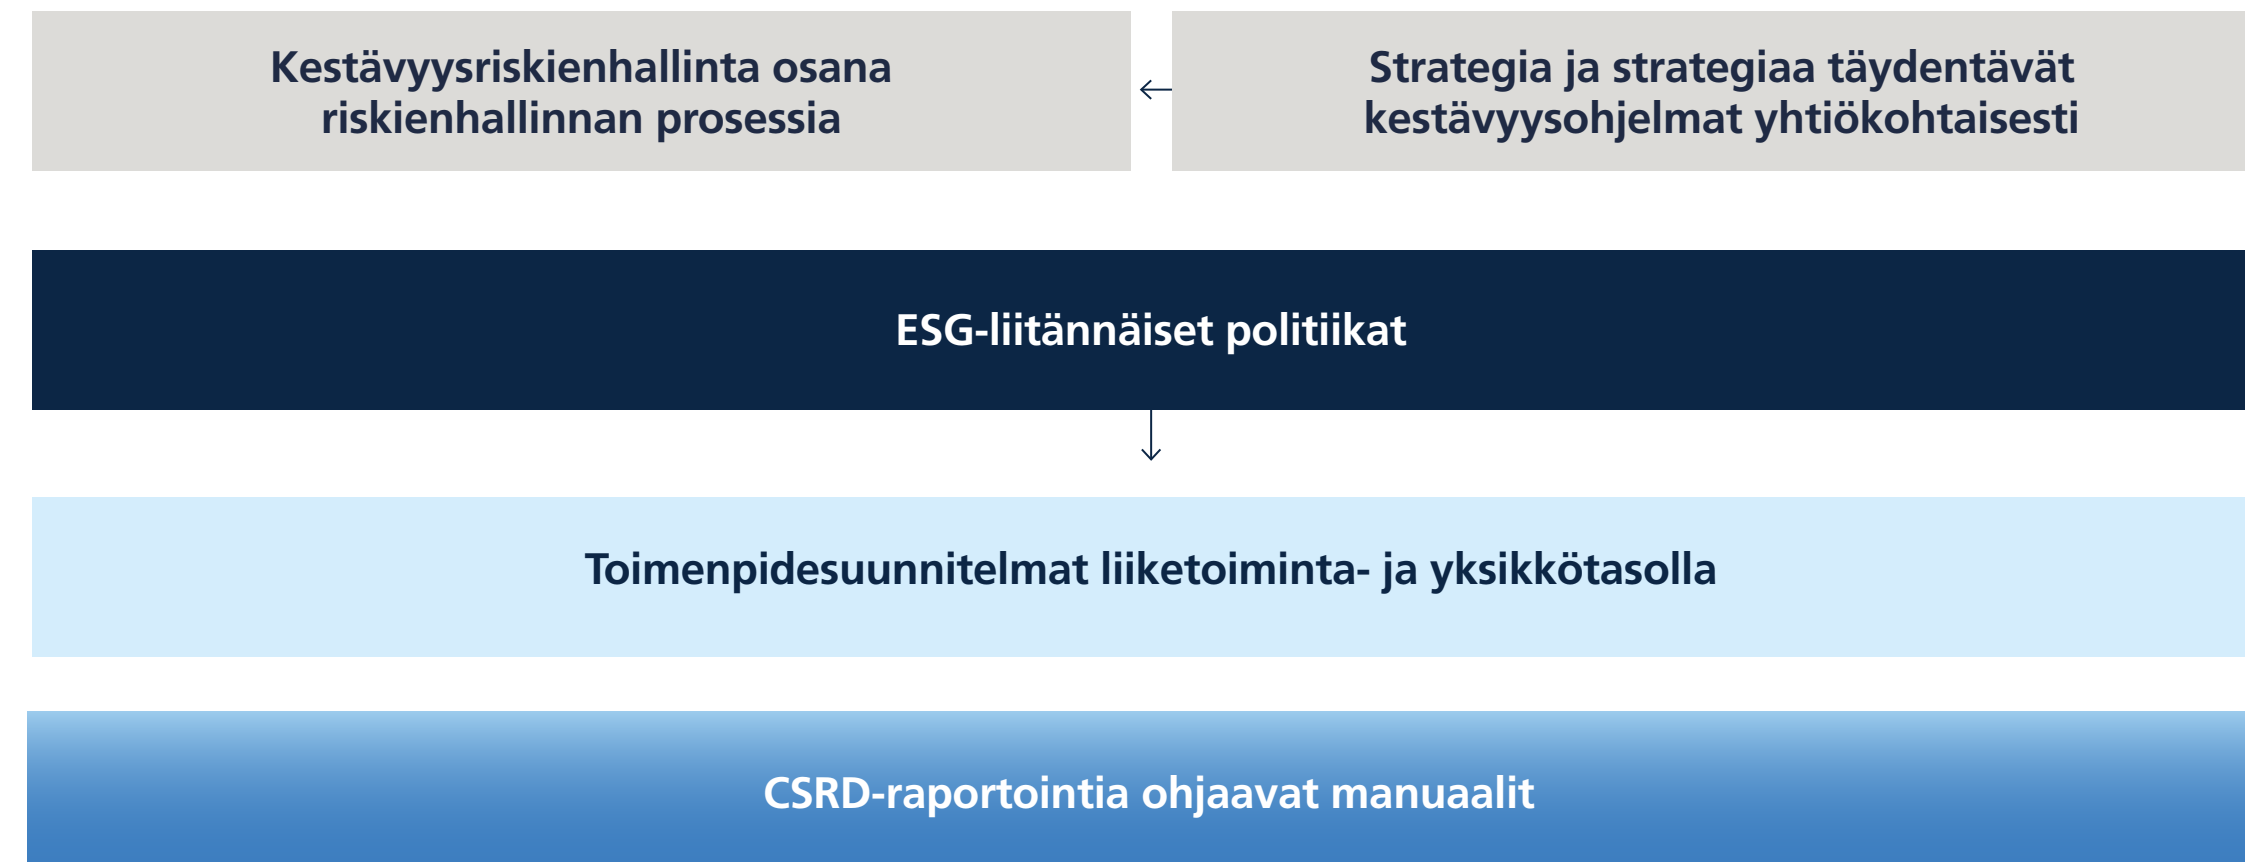 Kestävyysriskienhallinta osana
riskienhallinnan prosessia
Strategia ja strategiaa täydentävät
kestävyysohjelmat yhtiökohtaisesti
ESG-liitännäiset politiikat
Toimenpidesuunnitelmat liiketoiminta- ja yksikkötasolla
CSRD-raportointia ohjaavat manuaalit